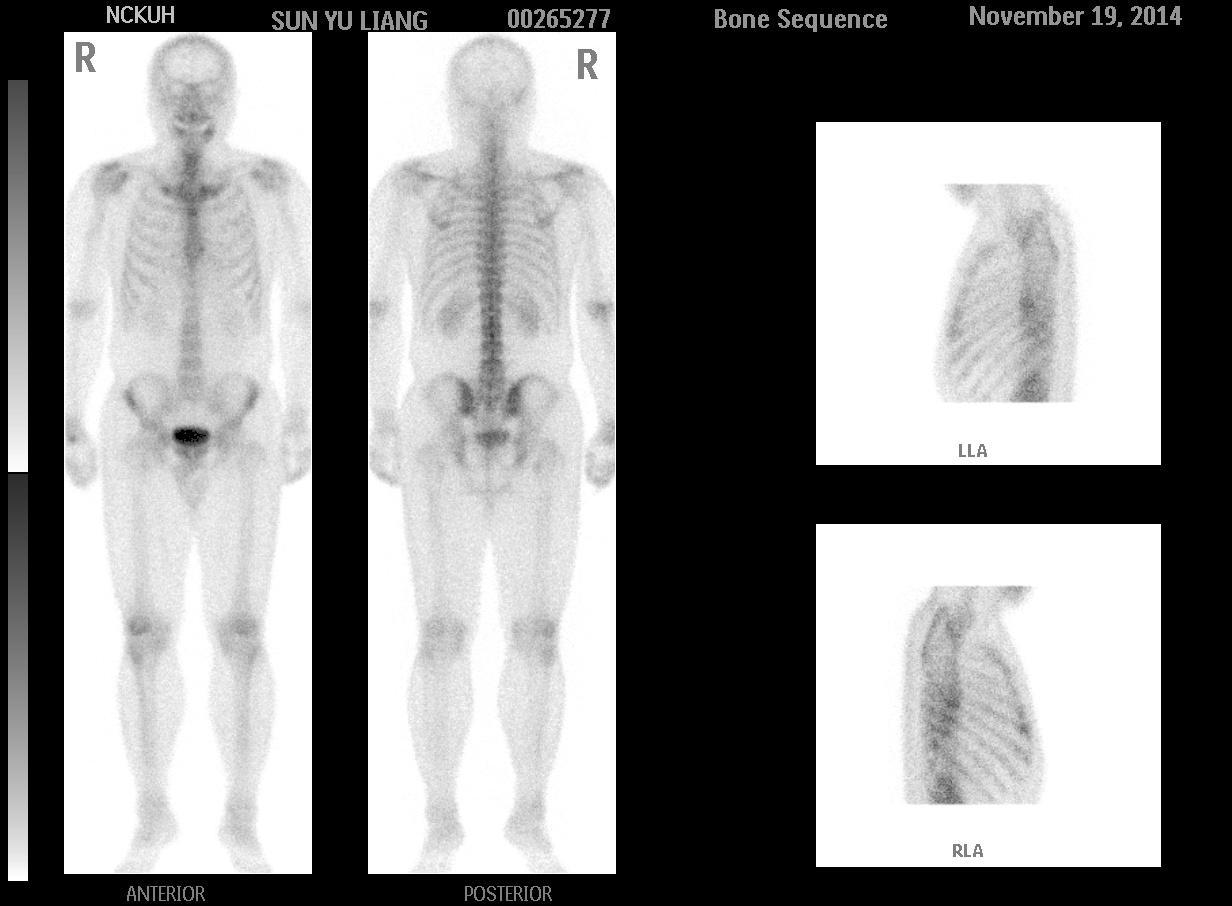 NCKUH SUN YU LIANG 00265277 Bone Sequence November 19, 2014
R R
LLA
RLA
ANTERIOR POSTERIOR